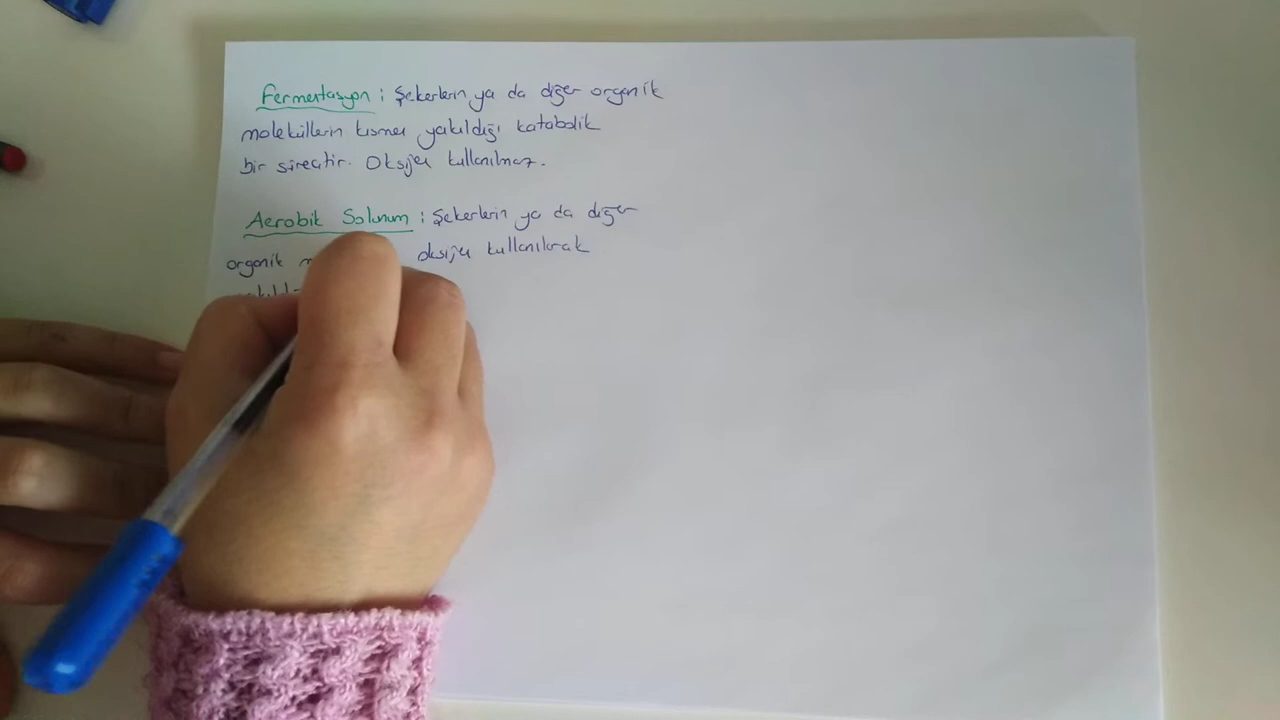 Fermentasyon : Şekerlerin ya da diğer organik
moleküllerin kısmen yakıldığı katabolik
bir süreçtir. Oksijen kullanılmaz.
Aerobik Solunum : Şekerlerin ya da diğer
organik oksijen kullanılarak